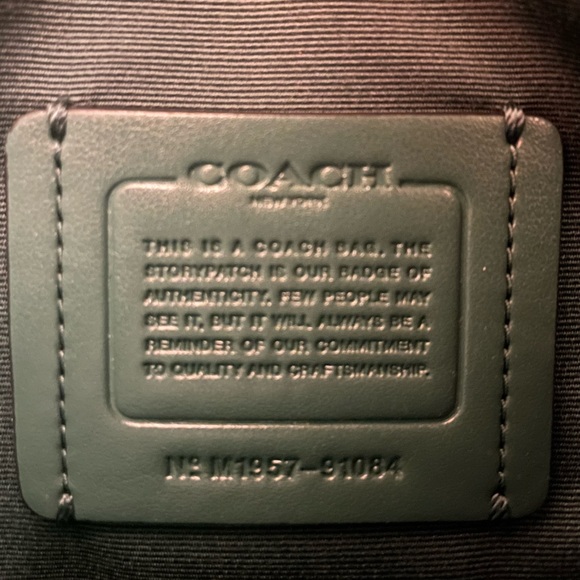 COACH
NEW YORK
THIS IS A COACH BAG. THE
STORYPATCH IS OUR BADGE OF
AUTHENTICITY. FEW PEOPLE MAY
SEE IT, BUT IT WILL ALWAYS BE A
REMINDER OF OUR COMMITMENT
TO QUALITY AND CRAFTSMANSHIP.
Nº M1957-91084